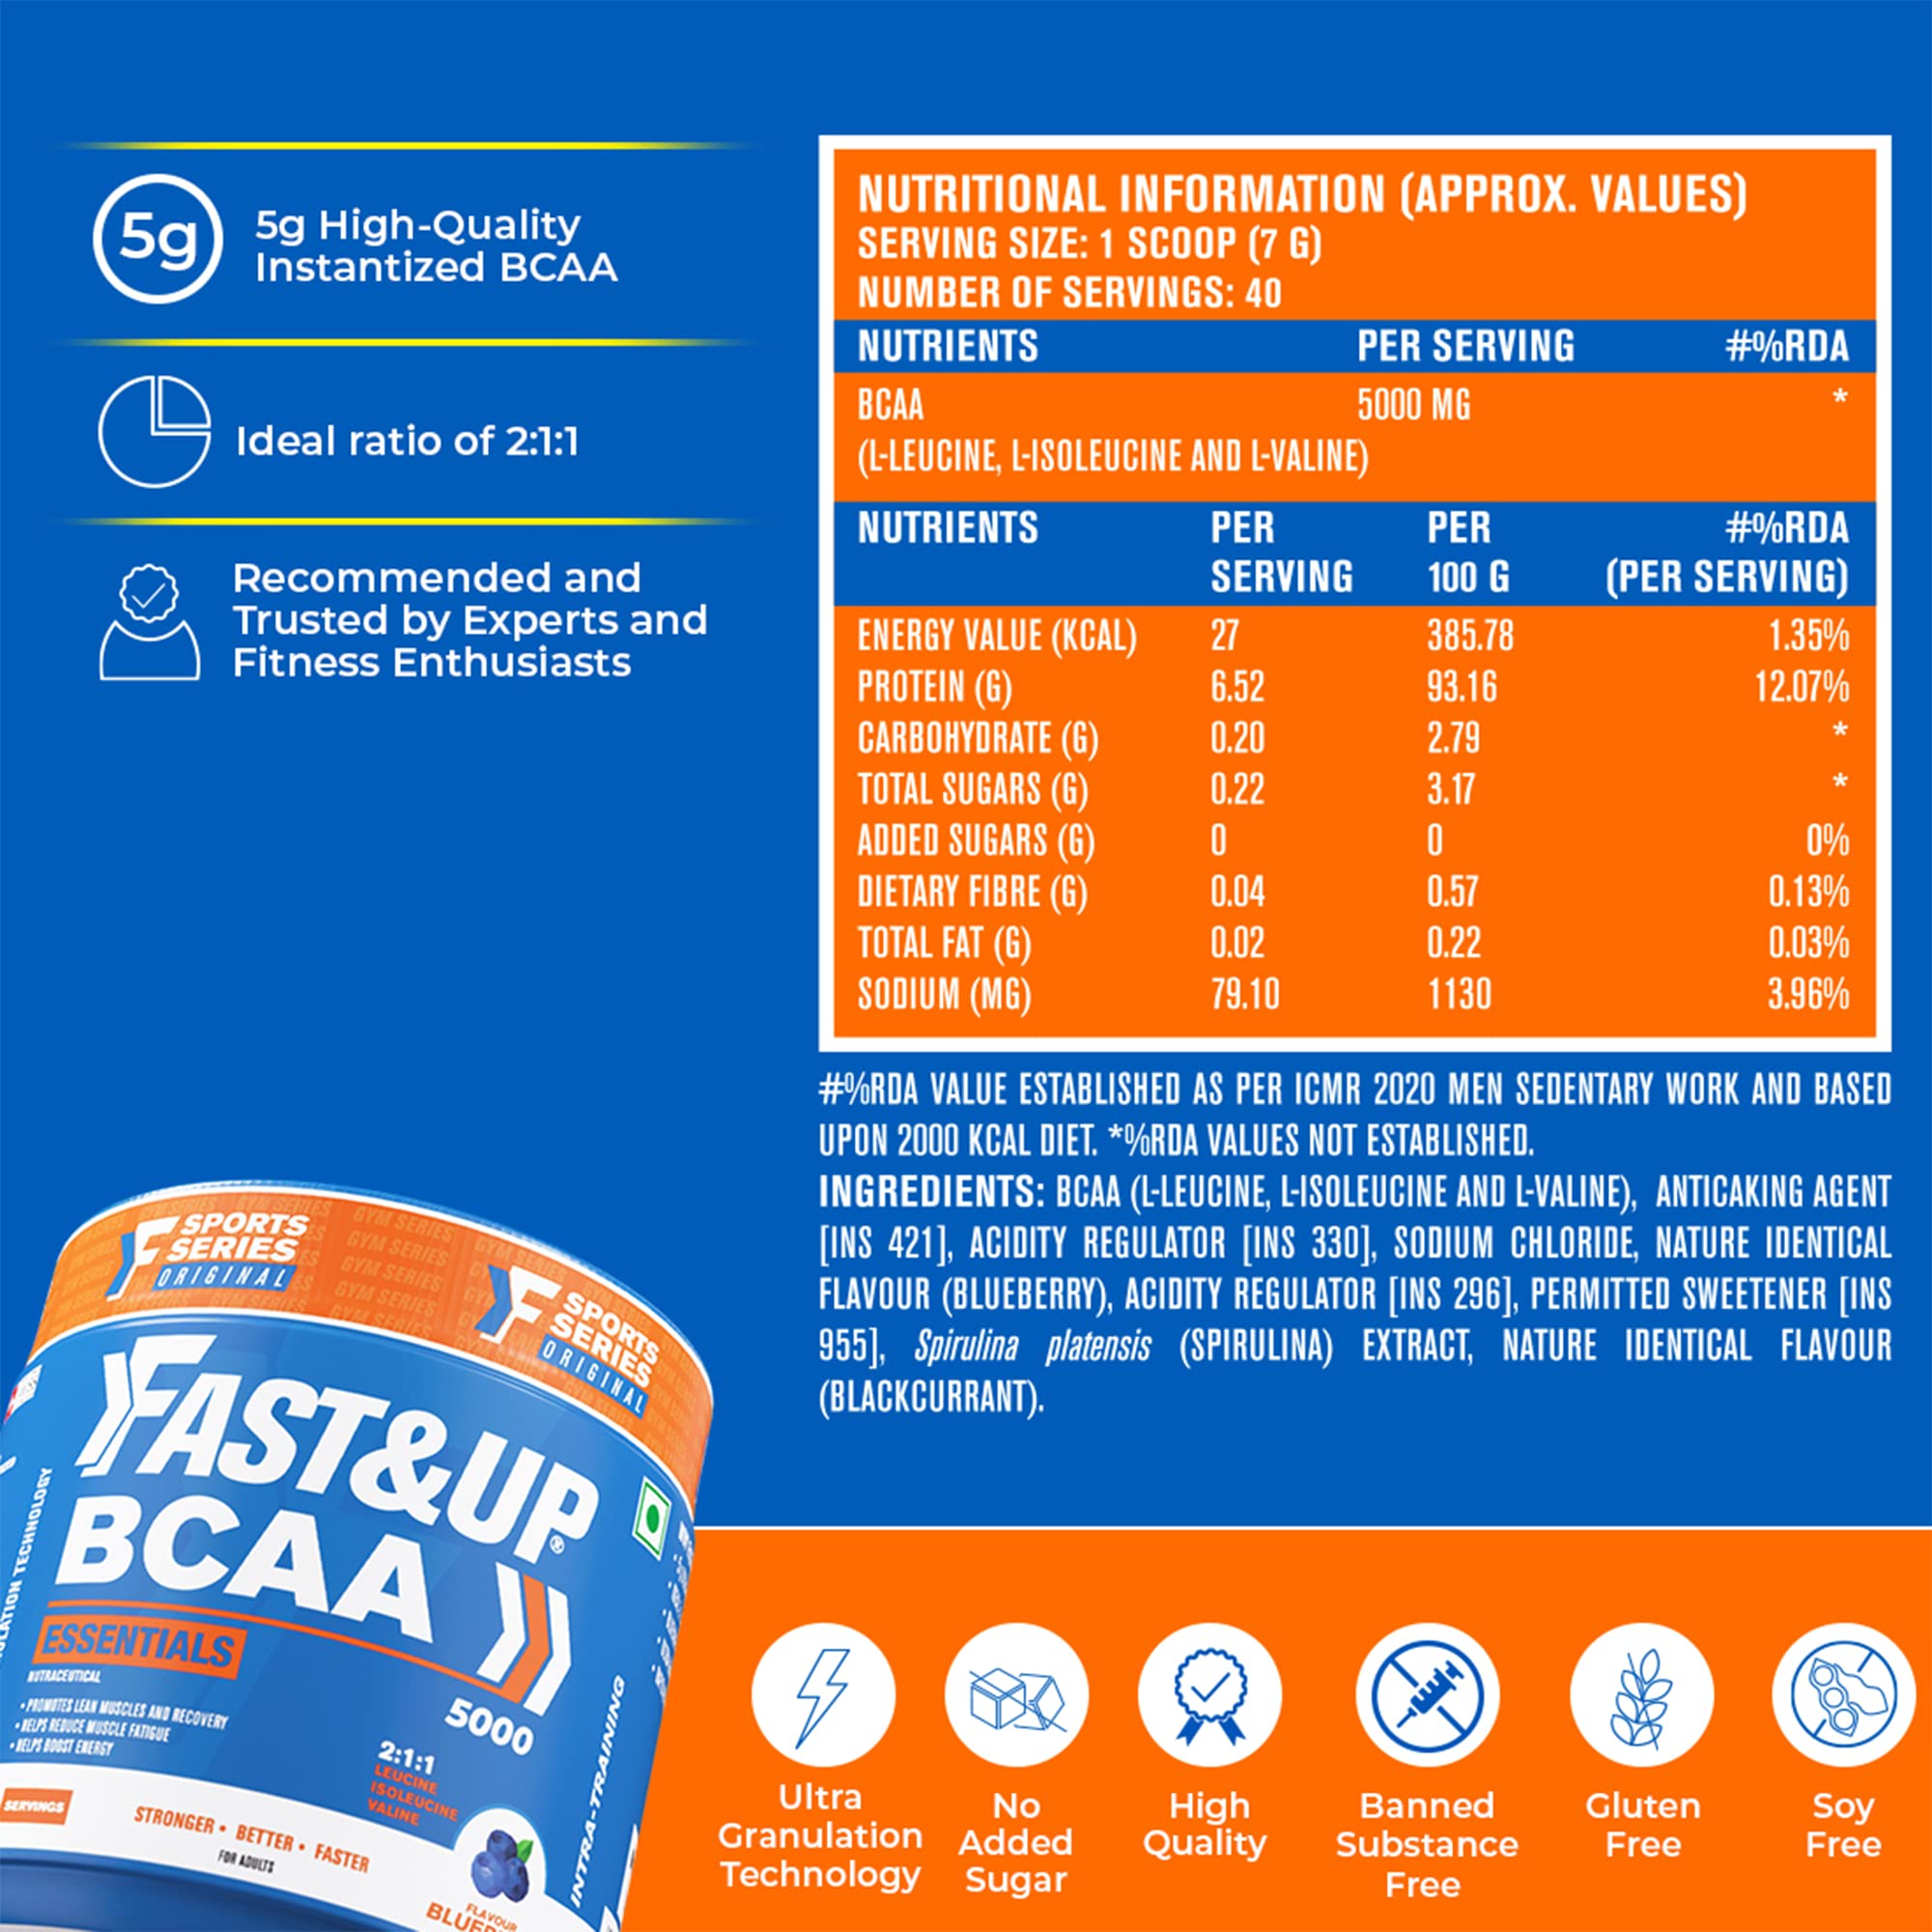 5g
5g High-Quality
Instantized BCAA
Ideal ratio of 2:1:1
Recommended and
Trusted by Experts and
Fitness Enthusiasts
NUTRITIONAL INFORMATION (APPROX. VALUES)
SERVING SIZE: 1 SCOOP (7 G)
NUMBER OF SERVINGS: 40
NUTRIENTS PER SERVING #%RDA
BCAA 5000 MG *
(L-LEUCINE, L-ISOLEUCINE AND L-VALINE)
NUTRIENTS PER PER #%RDA
SERVING 100 G (PER SERVING)
ENERGY VALUE (KCAL) 27 385.78 1.35%
PROTEIN (G) 6.52 93.16 12.07%
CARBOHYDRATE (G) 0.20 2.79 *
TOTAL SUGARS (G) 0.22 3.17 *
ADDED SUGARS (G) 0 0 0%
DIETARY FIBRE (G) 0.04 0.57 0.13%
TOTAL FAT (G) 0.02 0.22 0.03%
SODIUM (MG) 79.10 1130 3.96%
#%RDA VALUE ESTABLISHED AS PER ICMR 2020 MEN SEDENTARY WORK AND BASED
UPON 2000 KCAL DIET. *%RDA VALUES NOT ESTABLISHED.
INGREDIENTS: BCAA (L-LEUCINE, L-ISOLEUCINE AND L-VALINE), ANTICAKING AGENT
[INS 421], ACIDITY REGULATOR [INS 330], SODIUM CHLORIDE, NATURE IDENTICAL
FLAVOUR (BLUEBERRY), ACIDITY REGULATOR [INS 296], PERMITTED SWEETENER [INS
955], Spirulina platensis (SPIRULINA) EXTRACT, NATURE IDENTICAL FLAVOUR
(BLACKCURRANT).
F SPORTS
SERIES
ORIGINAL
GYM SERIES
GYM SERIES
GYM SERIES
GYM SERIES
GYM SERIES
F SPORTS
SERIES
ORIGINAL
FAST&UP®
BCAA
ESSENTIALS
NUTRACEUTICAL
• PROMOTES LEAN MUSCLES AND RECOVERY
• HELPS REDUCE MUSCLE FATIGUE
• HELPS BOOST ENERGY
5000
2:1:1
LEUCINE
ISOLEUCINE
VALINE
SERVINGS
STRONGER • BETTER • FASTER
FOR ADULTS
FLAVOUR
INTRA-TRAINING
TECHNOLOGY
Ultra
Granulation
Technology
No
Added
Sugar
High
Quality
Banned
Substance
Free
Gluten
Free
Soy
Free